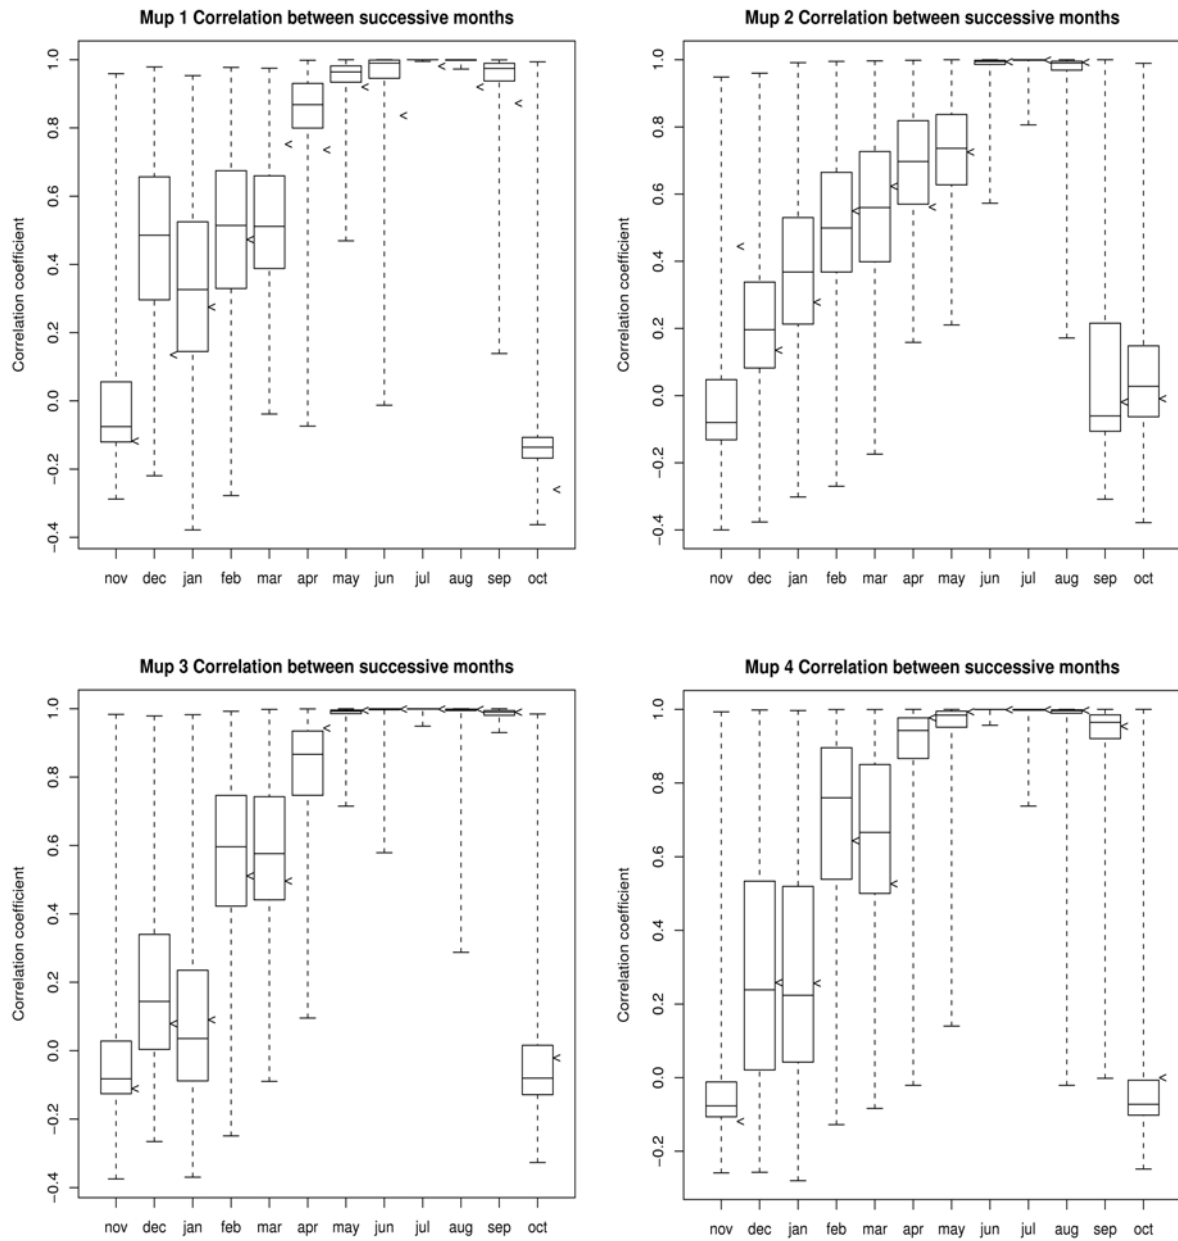 Mup 1 Correlation between successive months
Correlation coefficient
1.0
0.8
0.6
0.4
0.2
0.0
−0.2
−0.4
nov dec jan feb mar apr may jun jul aug sep oct
Mup 2 Correlation between successive months
Correlation coefficient
1.0
0.8
0.6
0.4
0.2
0.0
−0.2
−0.4
nov dec jan feb mar apr may jun jul aug sep oct
Mup 3 Correlation between successive months
Correlation coefficient
1.0
0.8
0.6
0.4
0.2
0.0
−0.2
−0.4
nov dec jan feb mar apr may jun jul aug sep oct
Mup 4 Correlation between successive months
Correlation coefficient
1.0
0.8
0.6
0.4
0.2
0.0
−0.2
nov dec jan feb mar apr may jun jul aug sep oct